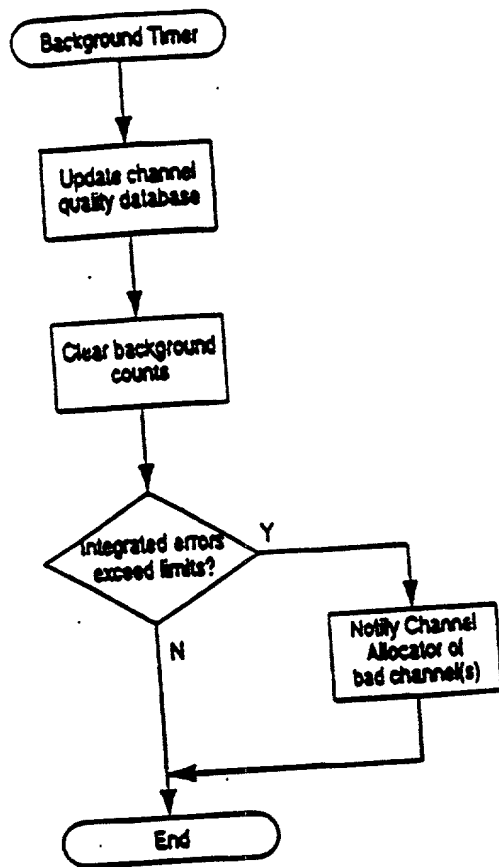 Background Timer
Update channel
quality database
Clear background
counts
Integrated errors
exceed limits?
Y
Notify Channel
Allocator of
bad channel(s)
N
End